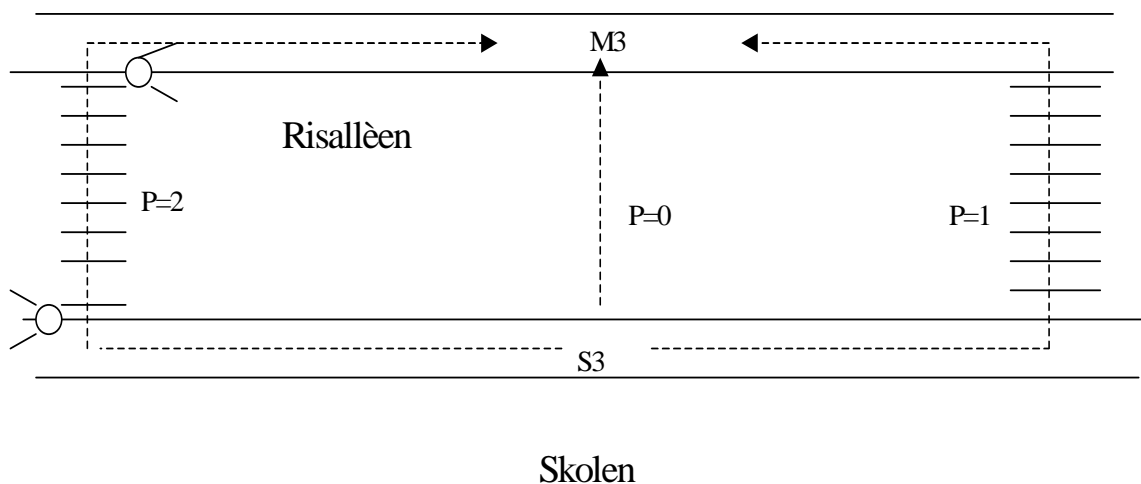 M3
Risallèen
P=2
P=0
P=1
S3
Skolen